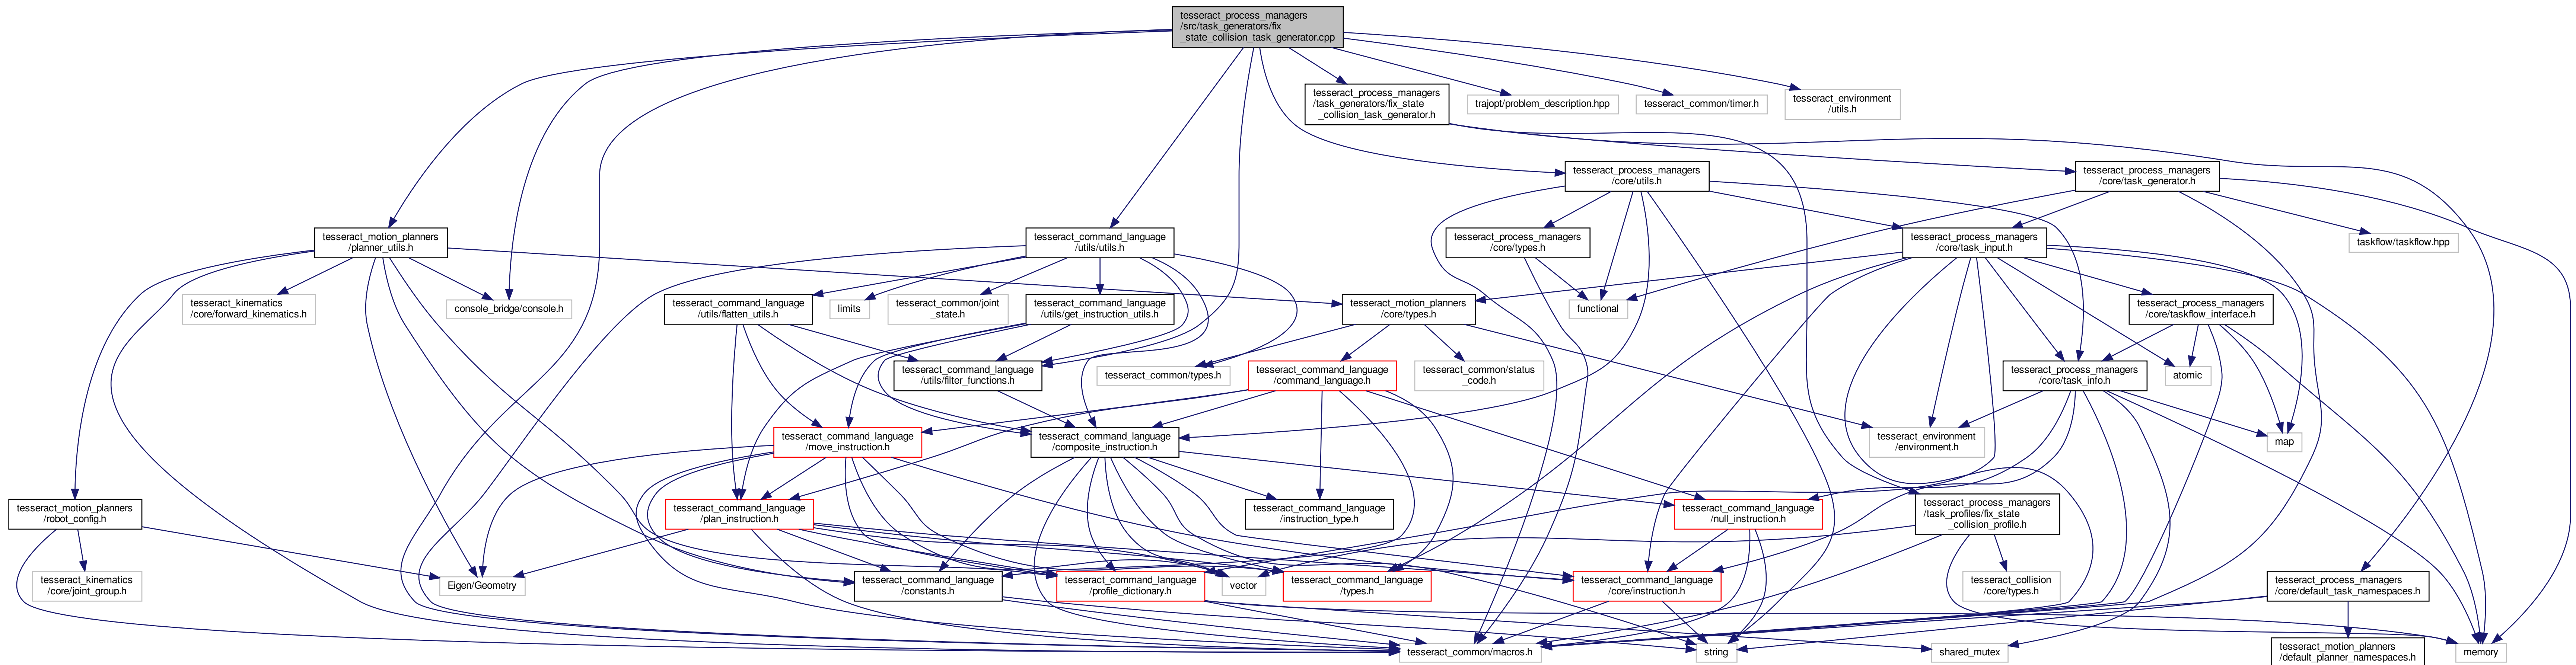 tesseract_process_managers
/src/task_generators/fix
_state_collision_task_generator.cpp
tesseract_process_managers
/task_generators/fix_state
_collision_task_generator.h
trajopt/problem_description.hpp
tesseract_common/timer.h
tesseract_environment
/utils.h
tesseract_process_managers
/core/utils.h
tesseract_process_managers
/core/task_generator.h
tesseract_motion_planners
/planner_utils.h
tesseract_command_language
/utils/utils.h
tesseract_process_managers
/core/types.h
tesseract_process_managers
/core/task_input.h
taskflow/taskflow.hpp
tesseract_kinematics
/core/forward_kinematics.h
console_bridge/console.h
tesseract_command_language
/utils/flatten_utils.h
limits
tesseract_common/joint
_state.h
tesseract_command_language
/utils/get_instruction_utils.h
tesseract_motion_planners
/core/types.h
functional
tesseract_process_managers
/core/taskflow_interface.h
tesseract_command_language
/utils/filter_functions.h
tesseract_common/types.h
tesseract_command_language
/command_language.h
tesseract_common/status
_code.h
tesseract_process_managers
/core/task_info.h
atomic
tesseract_command_language
/move_instruction.h
tesseract_command_language
/composite_instruction.h
tesseract_environment
/environment.h
map
tesseract_motion_planners
/robot_config.h
tesseract_command_language
/plan_instruction.h
tesseract_command_language
/instruction_type.h
tesseract_command_language
/null_instruction.h
tesseract_process_managers
/task_profiles/fix_state
_collision_profile.h
tesseract_kinematics
/core/joint_group.h
Eigen/Geometry
tesseract_command_language
/constants.h
tesseract_command_language
/profile_dictionary.h
vector
tesseract_command_language
/types.h
tesseract_command_language
/core/instruction.h
tesseract_collision
/core/types.h
tesseract_process_managers
/core/default_task_namespaces.h
tesseract_common/macros.h
string
shared_mutex
tesseract_motion_planners
/default_planner_namespaces.h
memory